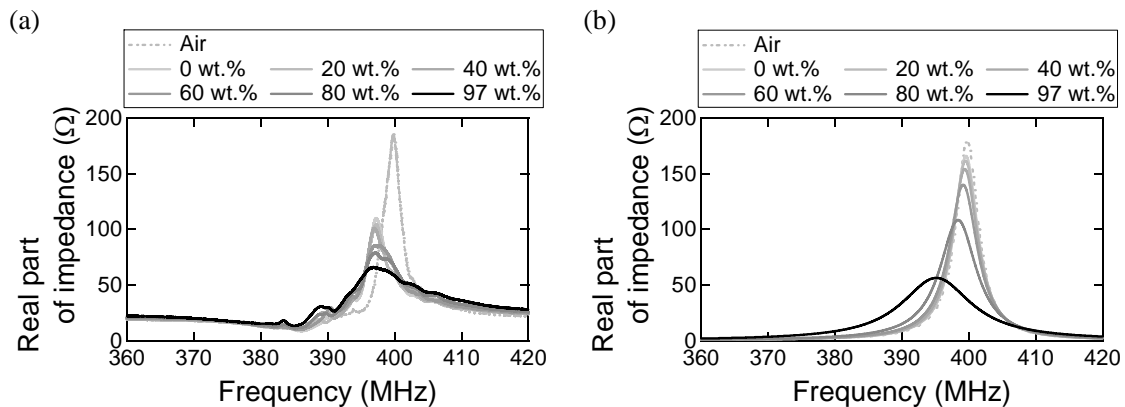 (a)
Air
0 wt.% 20 wt.% 40 wt.%
60 wt.% 80 wt.% 97 wt.%
Real part
of impedance (Ω)
200
150
100
50
0
360 370 380 390 400 410 420
Frequency (MHz)
(b)
Air
0 wt.% 20 wt.% 40 wt.%
60 wt.% 80 wt.% 97 wt.%
Real part
of impedance (Ω)
200
150
100
50
0
360 370 380 390 400 410 420
Frequency (MHz)